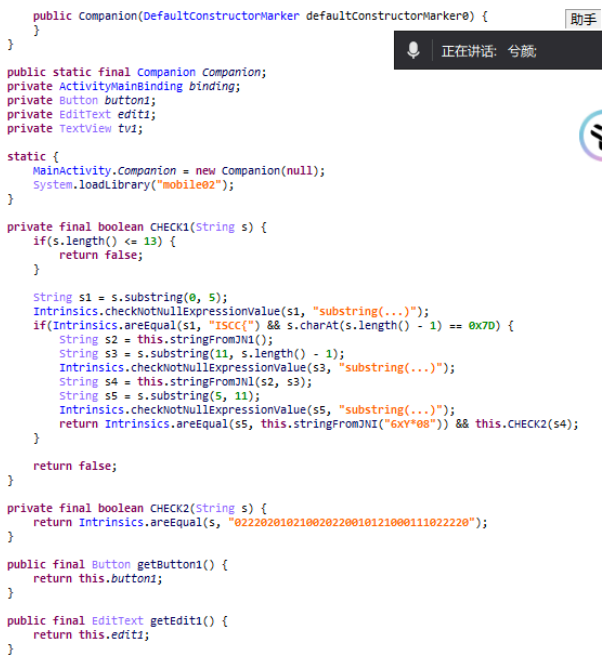 public Companion(DefaultConstructorMarker defaultConstructorMarker0) {
}
}
助手
正在讲话: 兮颜;
public static final Companion Companion;
private ActivityMainBinding binding;
private Button button1;
private EditText edit1;
private TextView tv1;
static {
MainActivity.Companion = new Companion(null);
System.loadLibrary("mobile02");
}
private final boolean CHECK1(String s) {
if(s.length() <= 13) {
return false;
}
String s1 = s.substring(0, 5);
Intrinsics.checkNotNullExpressionValue(s1, "substring(...)");
if(Intrinsics.areEqual(s1, "ISCC{") && s.charAt(s.length() - 1) == 0x7D) {
String s2 = this.stringFromJN1();
String s3 = s.substring(11, s.length() - 1);
Intrinsics.checkNotNullExpressionValue(s3, "substring(...)");
String s4 = this.stringFromJNl(s2, s3);
String s5 = s.substring(5, 11);
Intrinsics.checkNotNullExpressionValue(s5, "substring(...)");
return Intrinsics.areEqual(s5, this.stringFromJNI("6xY*08")) && this.CHECK2(s4);
}
return false;
}
private final boolean CHECK2(String s) {
return Intrinsics.areEqual(s, "022202010210020220010121000111022220");
}
public final Button getButton1() {
return this.button1;
}
public final EditText getEdit1() {
return this.edit1;
}